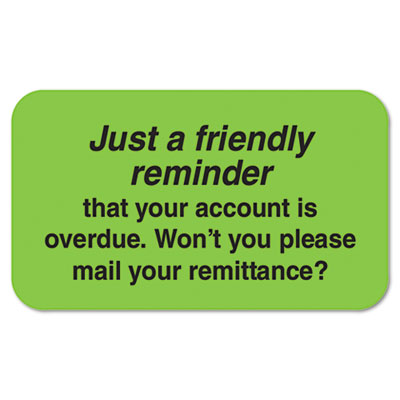 Just a friendly
reminder
that your account is
overdue. Won't you please
mail your remittance?